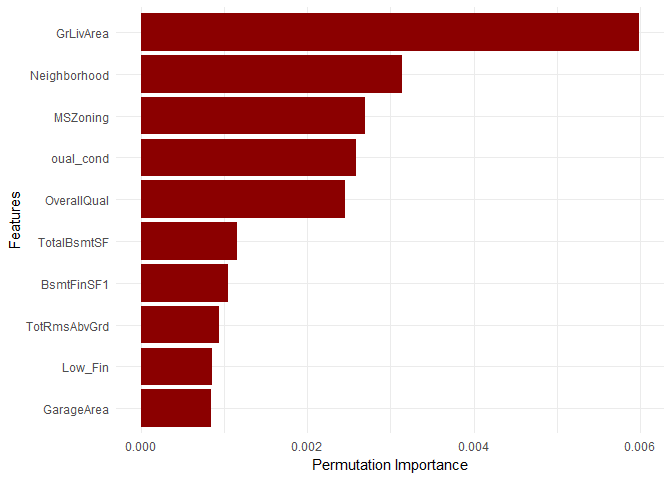 GrLivArea
Neighborhood
MSZoning
oual_cond
OverallQual
TotalBsmtSF
BsmtFinSF1
TotRmsAbvGrd
Low_Fin
GarageArea
Features
0.000 0.002 0.004 0.006
Permutation Importance